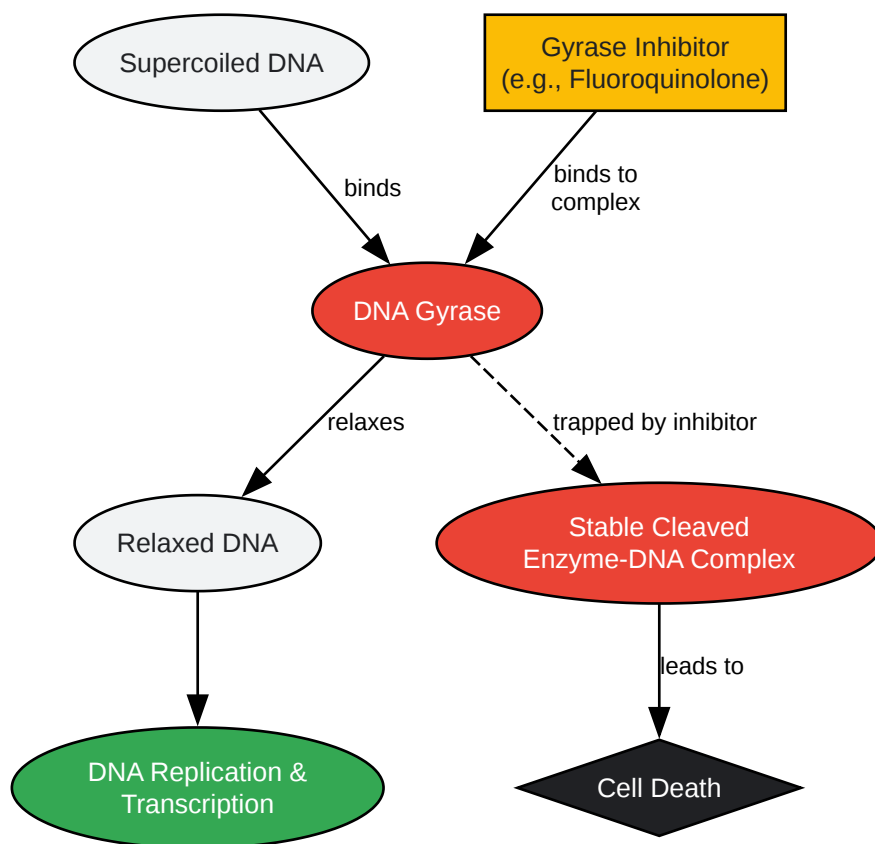 Supercoiled DNA
Gyrase Inhibitor
(e.g., Fluoroquinolone)
binds
binds to
complex
DNA Gyrase
relaxes
trapped by inhibitor
Relaxed DNA
Stable Cleaved
Enzyme-DNA Complex
leads to
DNA Replication &
Transcription
Cell Death